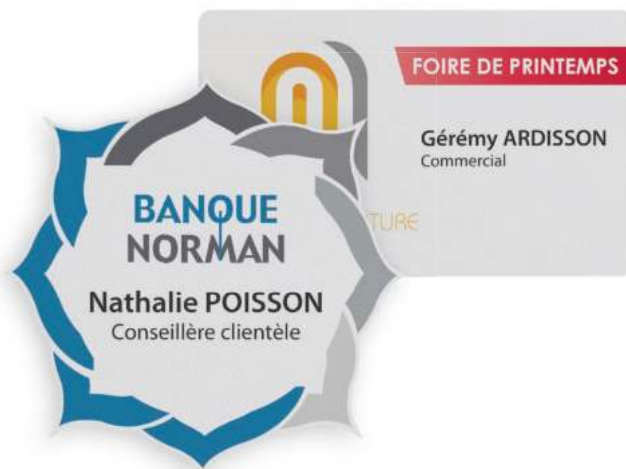 FOIRE DE PRINTEMPS
Gérémy ARDISSON
Commercial
TURE
BANQUE
NORMAN
Nathalie POISSON
Conseillère clientèle